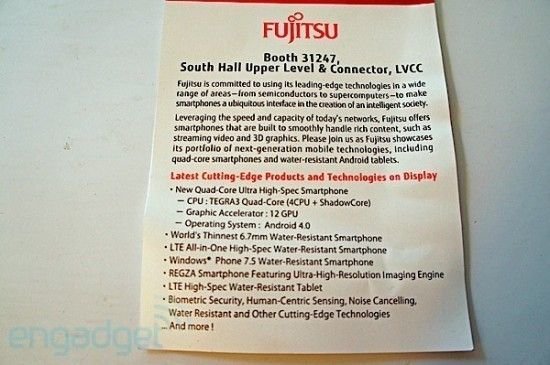 FUJITSU
Booth 31247,
South Hall Upper Level & Connector, LVCC
Fujitsu is committed to using its leading-edge technologies in a wide
range of areas—from semiconductors to supercomputers—to make
smartphones a ubiquitous interface in the creation of an intelligent society.
Leveraging the speed and capacity of today's networks, Fujitsu offers
smartphones that are built to smoothly handle rich content, such as
streaming video and 3D graphics. Please join us as Fujitsu showcases
its portfolio of next-generation mobile technologies, including
quad-core smartphones and water-resistant Android tablets.
Latest Cutting-Edge Products and Technologies on Display
• New Quad-Core Ultra High-Spec Smartphone
— CPU : TEGRA3 Quad-Core (4CPU + ShadowCore)
— Graphic Accelerator : 12 GPU
— Operating System : Android 4.0
• World's Thinnest 6.7mm Water-Resistant Smartphone
• LTE All-in-One High-Spec Water-Resistant Smartphone
• Windows® Phone 7.5 Water-Resistant Smartphone
• REGZA Smartphone Featuring Ultra-High-Resolution Imaging Engine
• LTE High-Spec Water-Resistant Tablet
• Biometric Security, Human-Centric Sensing, Noise Cancelling,
Water Resistant and Other Cutting-Edge Technologies
... And more !
engadget